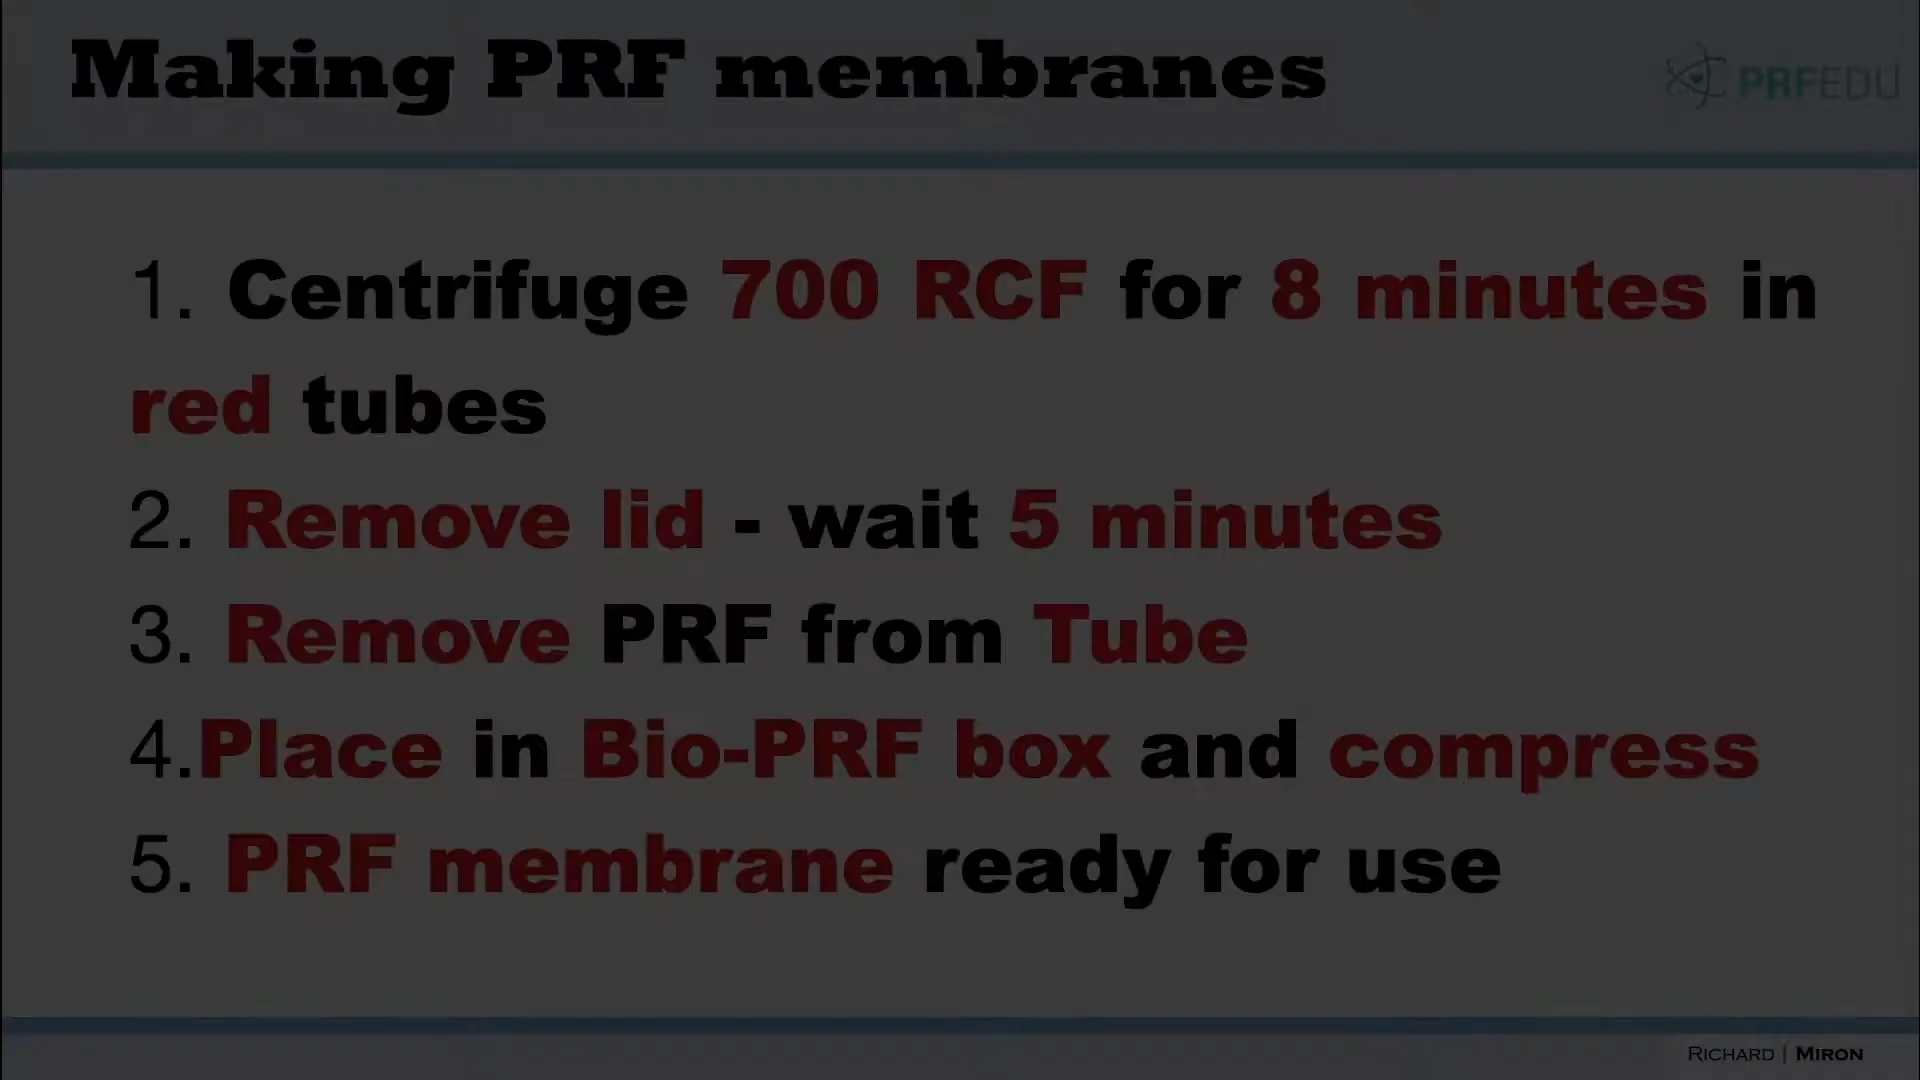 Making PRF membranes
PRFEDU
1. Centrifuge 700 RCF for 8 minutes in
red tubes
2. Remove lid - wait 5 minutes
3. Remove PRF from Tube
4.Place in Bio-PRF box and compress
5. PRF membrane ready for use
RICHARD | MIRON